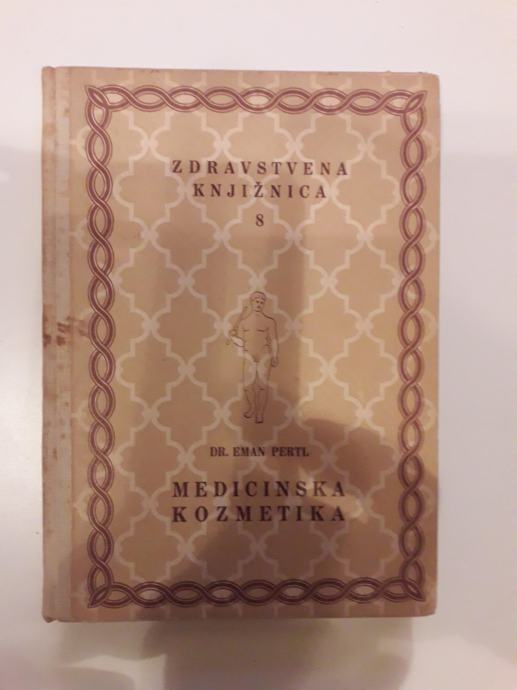 ZDRAVSTVENA
KNJIŽNICA
8
DR. EMAN PERTL
MEDICINSKA
KOZMETIKA